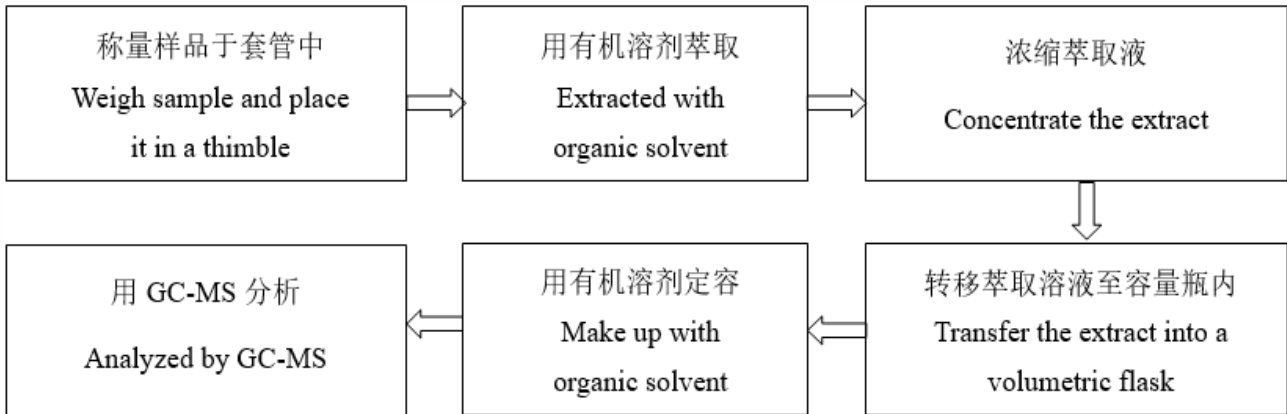 称量样品于套管中
Weigh sample and place
it in a thimble
用有机溶剂萃取
Extracted with
organic solvent
浓缩萃取液
Concentrate the extract
转移萃取溶液至容量瓶内
Transfer the extract into a
volumetric flask
用有机溶剂定容
Make up with
organic solvent
用 GC-MS 分析
Analyzed by GC-MS